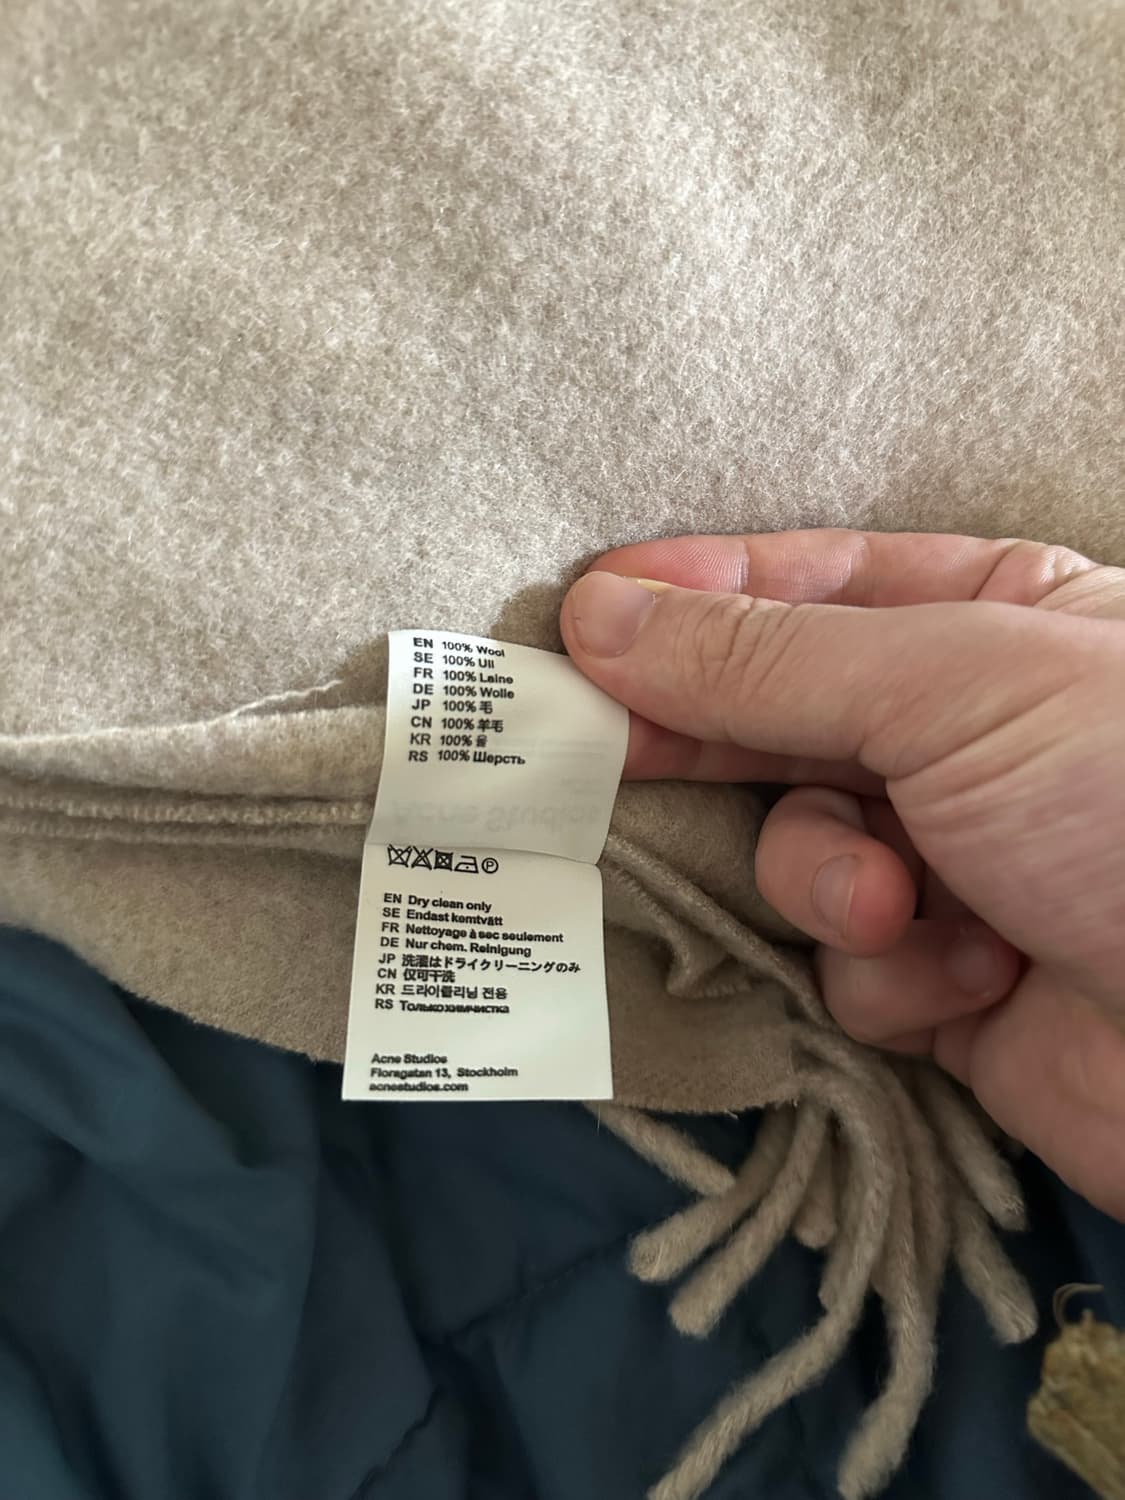 EN 100% Wool
SE 100% Ull
FR 100% Laine
DE 100% Wolle
JP 100% 毛
CN 100% 羊毛
KR 100% 울
RS 100% Шерсть
Acne Studios
P
EN Dry clean only
SE Endast kemtvätt
FR Nettoyage à sec seulement
DE Nur chem. Reinigung
JP 洗濯はドライクリーニングのみ
CN 仅可干洗
KR 드라이클리닝 전용
RS Только химчистка
Acne Studios
Floragatan 13, Stockholm
acnestudios.com